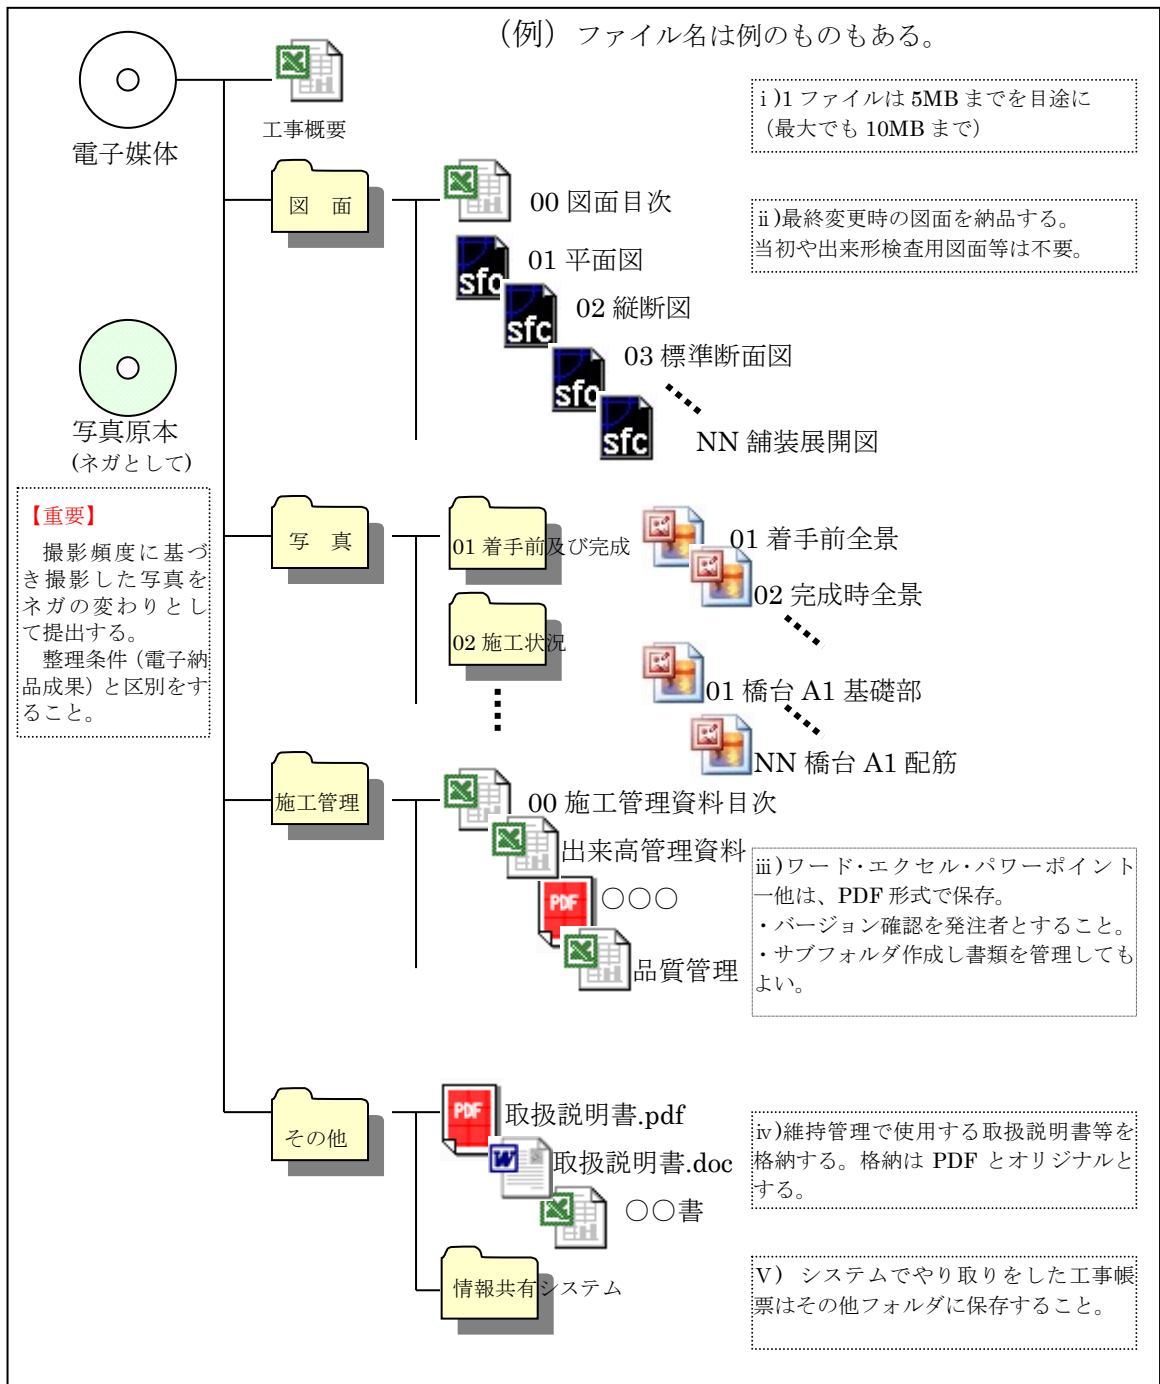 （例）ファイル名は例のものもある。
電子媒体
工事概要
ⅰ)1 ファイルは 5MB までを目途に
（最大でも 10MB まで）
図　面
00 図面目次
ⅱ)最終変更時の図面を納品する。
当初や出来形検査用図面等は不要。
sfc
01 平面図
sfc
02 縦断図
sfc
03 標準断面図
sfc
NN 舗装展開図
写真原本
(ネガとして)
【重要】
撮影頻度に基づ
き撮影した写真を
ネガの変わりとし
て提出する。
整理条件（電子納
品成果）と区別をす
ること。
写　真
01 着手前及び完成
01 着手前全景
02 完成時全景
02 施工状況
01 橋台 A1 基礎部
NN 橋台 A1 配筋
施工管理
00 施工管理資料目次
出来高管理資料
PDF
〇〇〇
品質管理
ⅲ)ワード・エクセル・パワーポイント
一他は、PDF 形式で保存。
・バージョン確認を発注者とすること。
・サブフォルダ作成し書類を管理しても
よい。
その他
PDF
取扱説明書.pdf
W
取扱説明書.doc
〇〇書
ⅳ)維持管理で使用する取扱説明書等を
格納する。格納は PDF とオリジナルと
する。
情報共有システム
Ⅴ） システムでやり取りをした工事帳
票はその他フォルダに保存すること。